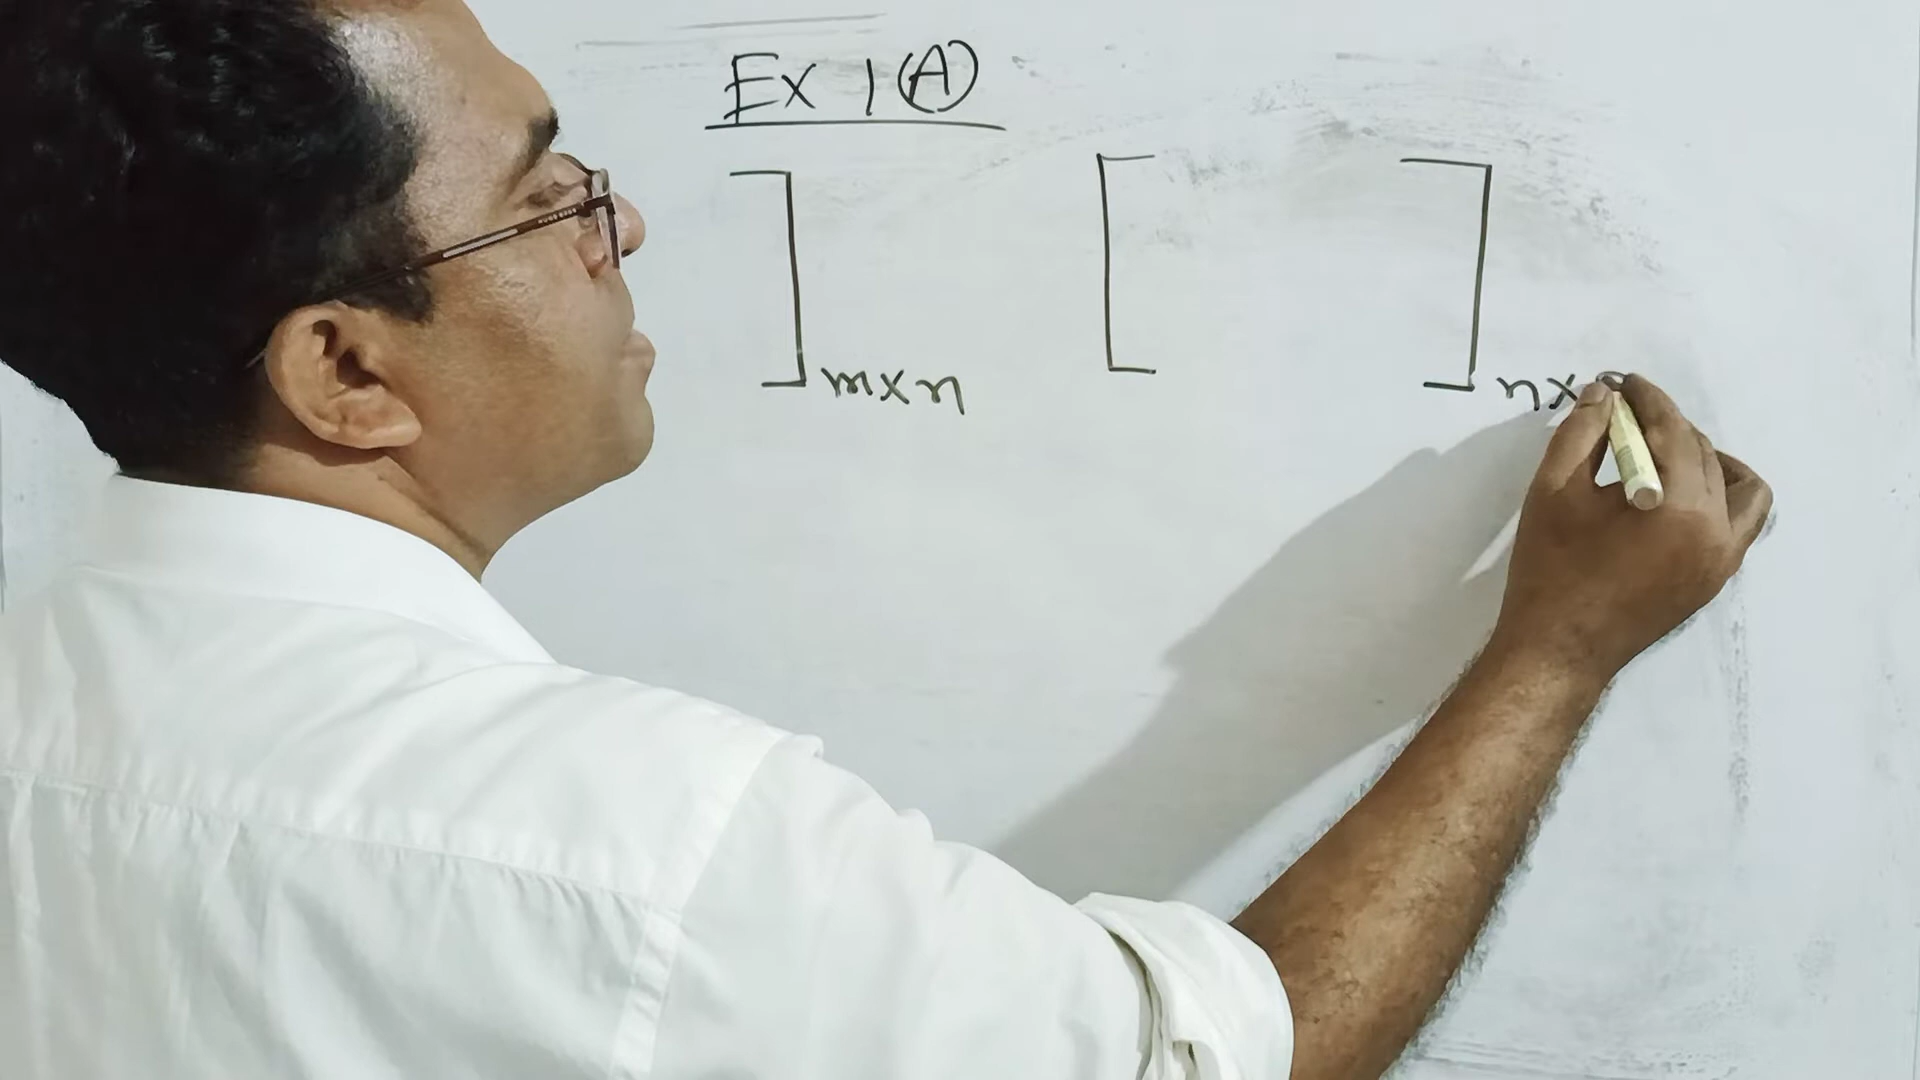 Ex 1(A)
] m×n [ ] n×